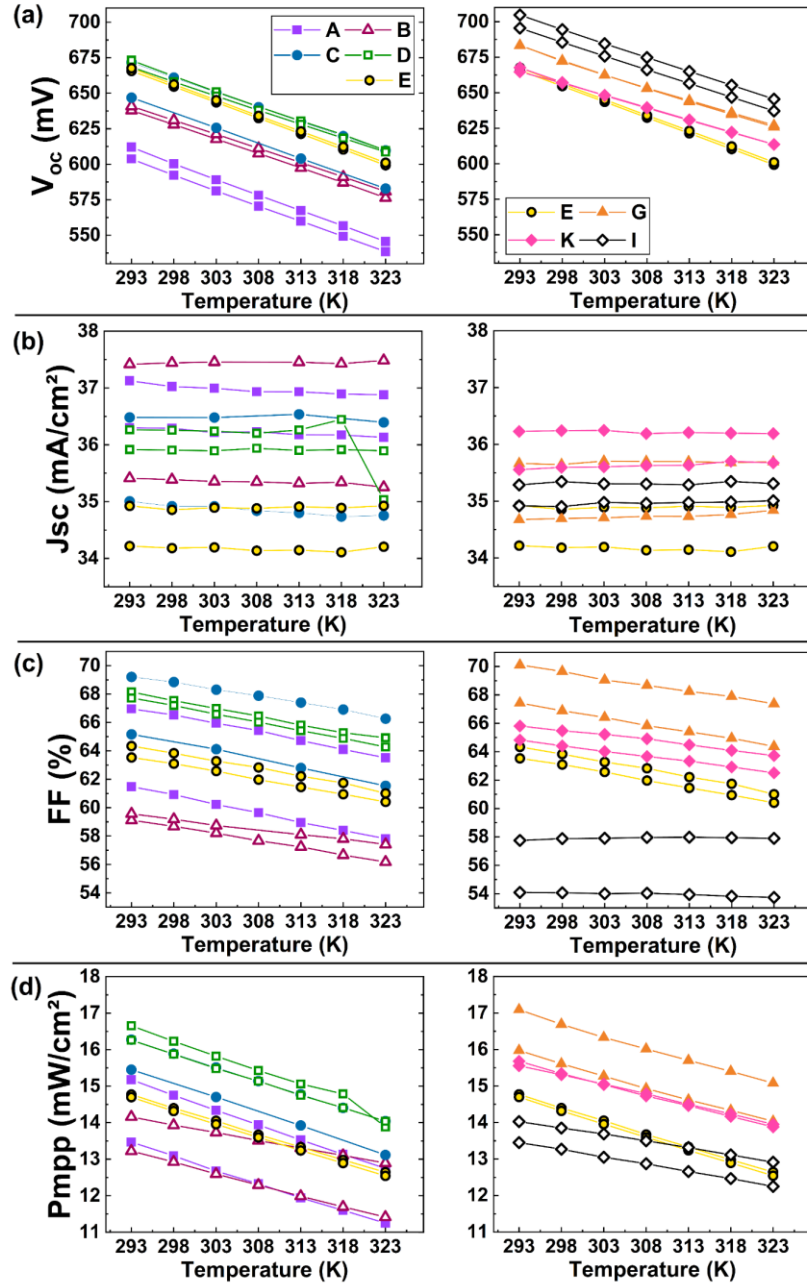 (a)
V_OC (mV)
700
675
650
625
600
575
550
A B
C D
E
293 298 303 308 313 318 323
Temperature (K)
700
675
650
625
600
575
550
E G
K I
293 298 303 308 313 318 323
Temperature (K)
(b)
Jsc (mA/cm²)
38
37
36
35
34
293 298 303 308 313 318 323
Temperature (K)
38
37
36
35
34
293 298 303 308 313 318 323
Temperature (K)
(c)
FF (%)
70
68
66
64
62
60
58
56
54
293 298 303 308 313 318 323
Temperature (K)
70
68
66
64
62
60
58
56
54
293 298 303 308 313 318 323
Temperature (K)
(d)
Pmpp (mW/cm²)
18
17
16
15
14
13
12
11
293 298 303 308 313 318 323
Temperature (K)
18
17
16
15
14
13
12
11
293 298 303 308 313 318 323
Temperature (K)